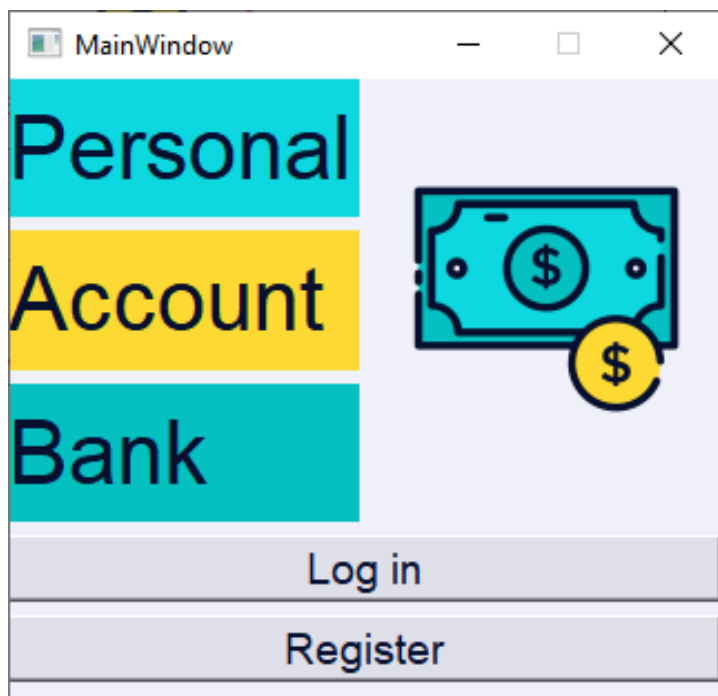 MainWindow
Personal
Account
Bank
$
$
Log in
Register